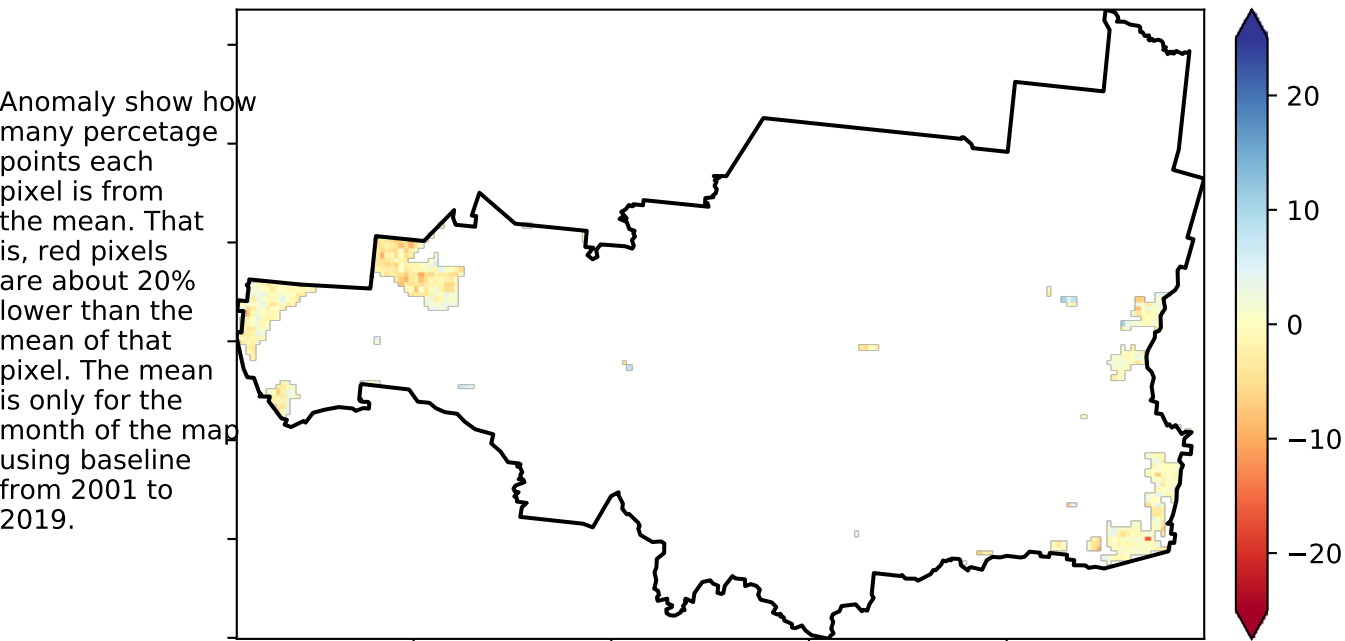 Anomaly show how
many percetage
points each
pixel is from
the mean. That
is, red pixels
are about 20%
lower than the
mean of that
pixel. The mean
is only for the
month of the map
using baseline
from 2001 to
2019.
20
10
0
−10
−20